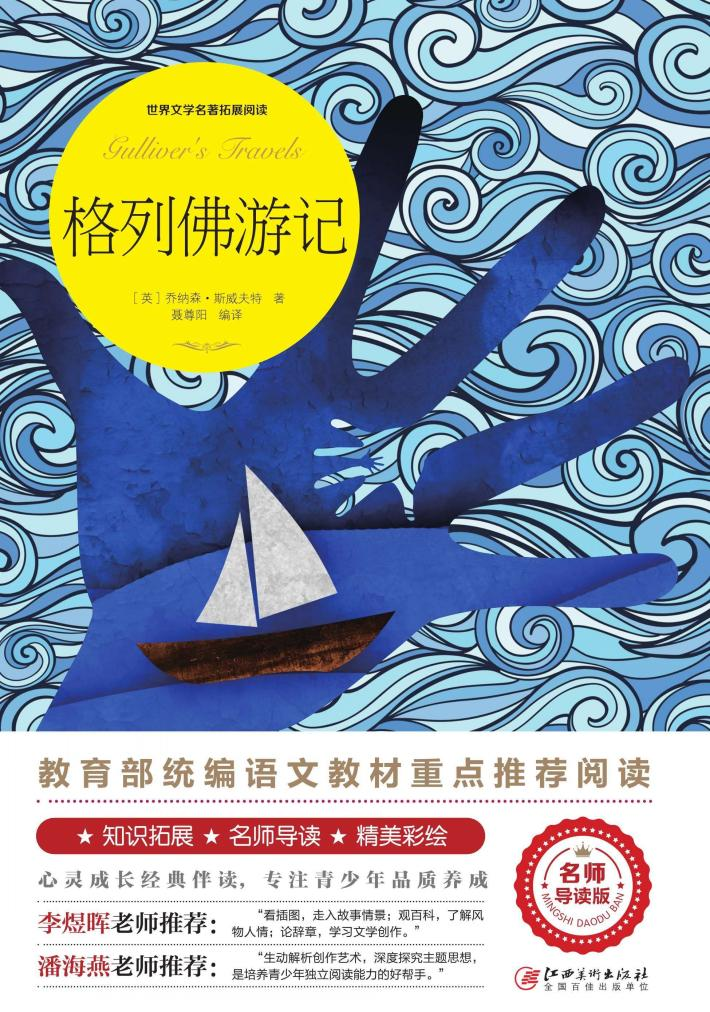 世界文学名著拓展阅读
Gulliver's Travels
格列佛游记
［英］乔纳森·斯威夫特 著
聂尊阳 编译
教育部统编语文教材重点推荐阅读
★ 知识拓展 ★ 名师导读 ★ 精美彩绘
心灵成长经典伴读，专注青少年品质养成
李煜晖老师推荐：
“看插图，走入故事情景；观百科，了解风
物人情；论辞章，学习文学创作。”
潘海燕老师推荐：
“生动解析创作艺术，深度探究主题思想，
是培养青少年独立阅读能力的好帮手。”
名师
导读版
MINGSHI DAODU BAN
江西美术出版社
全国百佳出版单位